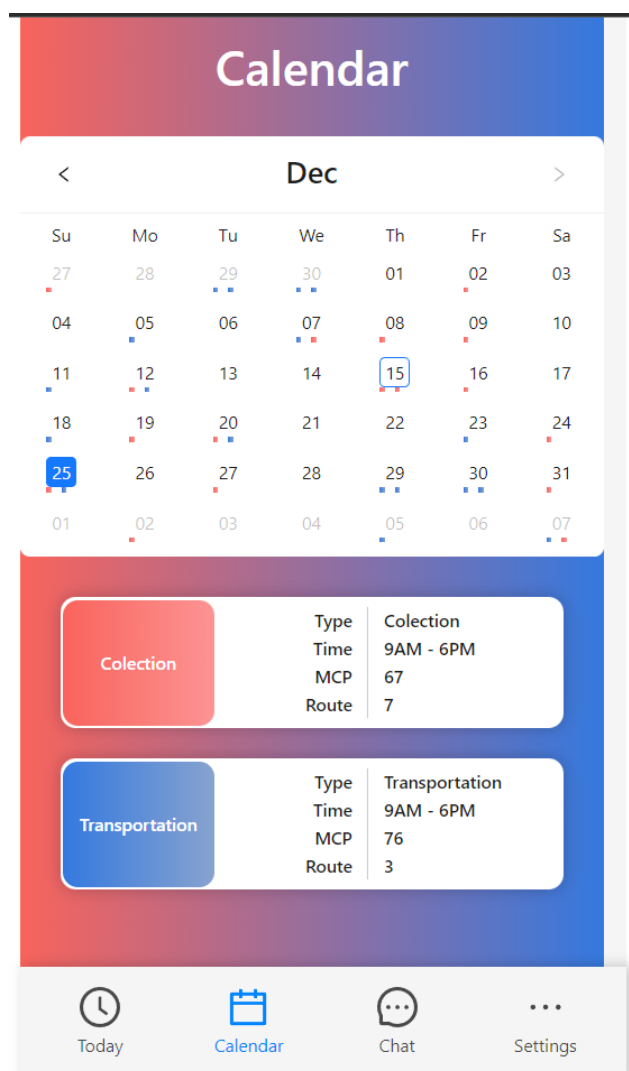 Calendar
< Dec >
Su Mo Tu We Th Fr Sa
27 28 29 30 01 02 03
04 05 06 07 08 09 10
11 12 13 14 15 16 17
18 19 20 21 22 23 24
25 26 27 28 29 30 31
01 02 03 04 05 06 07
Colection
Type Colection
Time 9AM - 6PM
MCP 67
Route 7
Transportation
Type Transportation
Time 9AM - 6PM
MCP 76
Route 3
Today Calendar Chat Settings